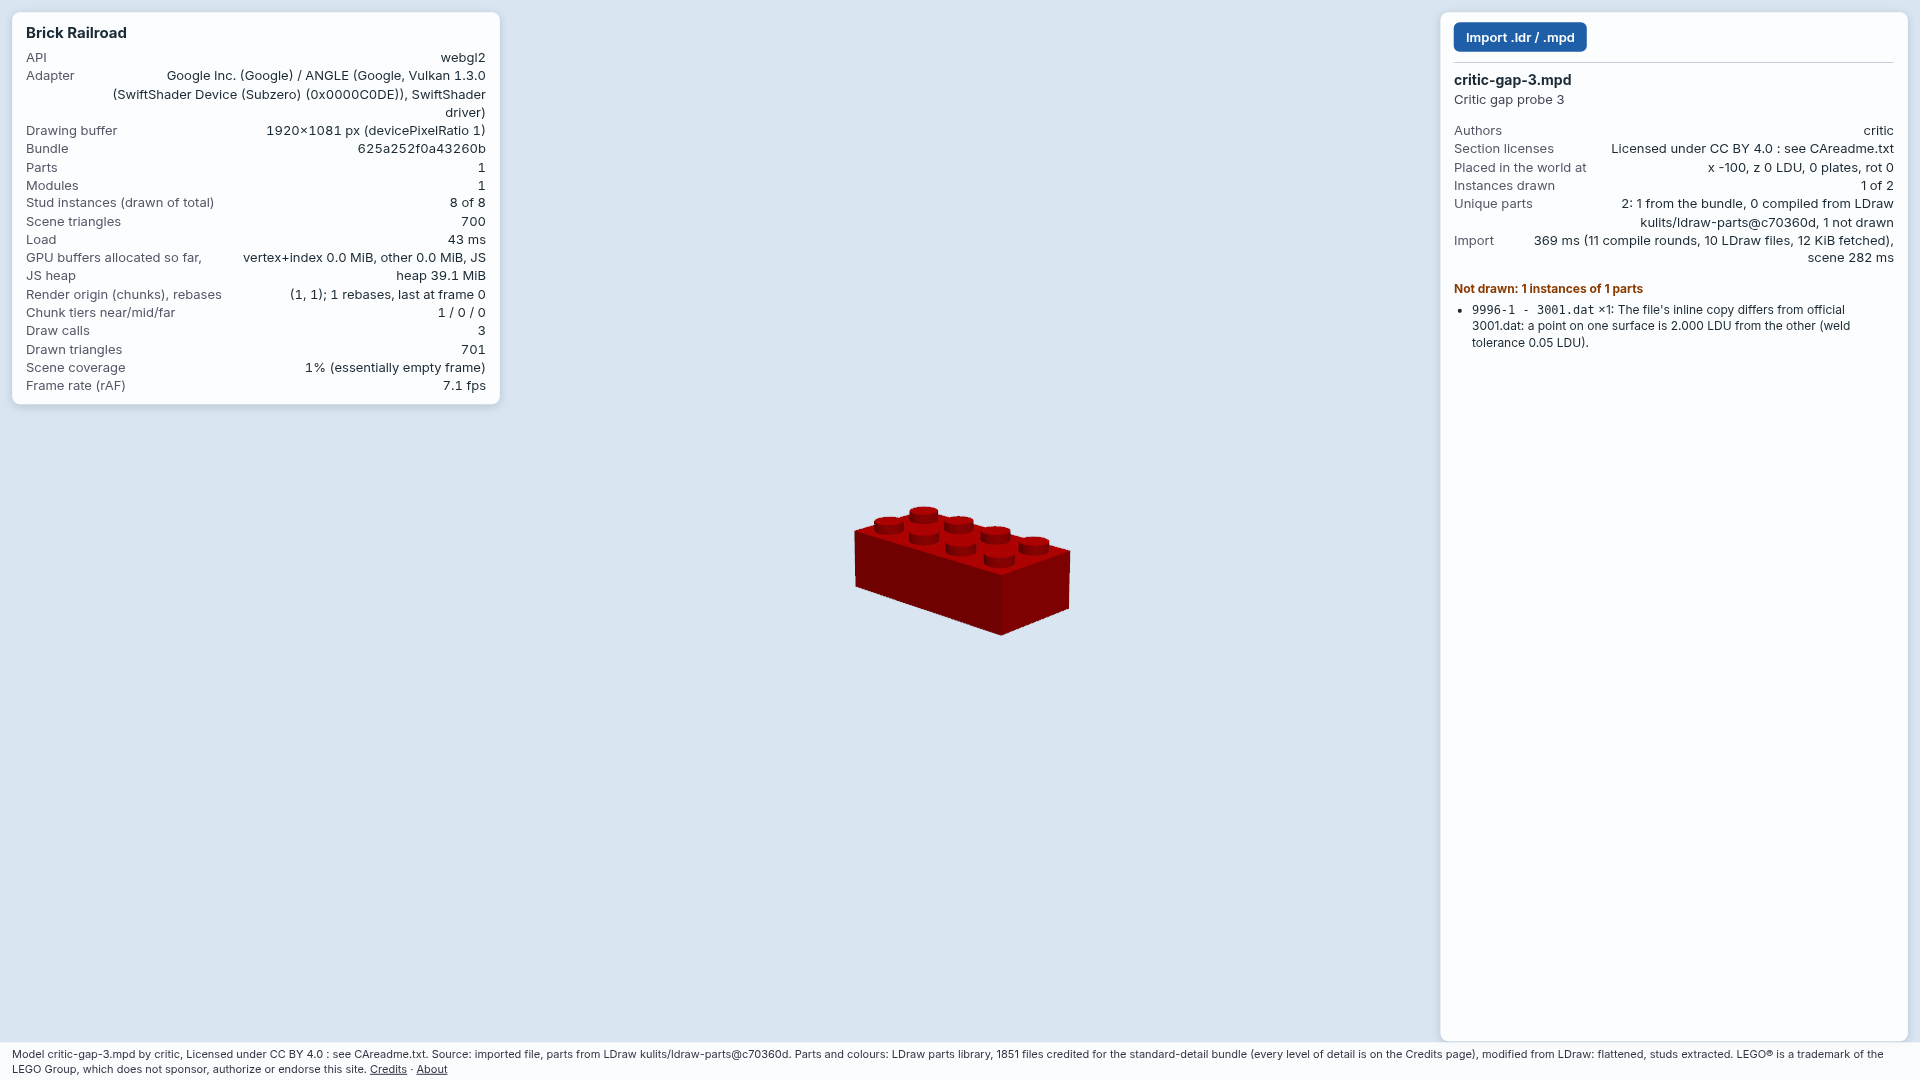 Brick Railroad
API webgl2
Adapter Google Inc. (Google) / ANGLE (Google, Vulkan 1.3.0
(SwiftShader Device (Subzero) (0x0000C0DE)), SwiftShader
driver)
Drawing buffer 1920×1081 px (devicePixelRatio 1)
Bundle 625a252f0a43260b
Parts 1
Modules 1
Stud instances (drawn of total) 8 of 8
Scene triangles 700
Load 43 ms
GPU buffers allocated so far, vertex+index 0.0 MiB, other 0.0 MiB, JS
JS heap heap 39.1 MiB
Render origin (chunks), rebases (1, 1); 1 rebases, last at frame 0
Chunk tiers near/mid/far 1 / 0 / 0
Draw calls 3
Drawn triangles 701
Scene coverage 1% (essentially empty frame)
Frame rate (rAF) 7.1 fps
Import .ldr / .mpd
critic-gap-3.mpd
Critic gap probe 3
Authors critic
Section licenses Licensed under CC BY 4.0 : see CAreadme.txt
Placed in the world at x -100, z 0 LDU, 0 plates, rot 0
Instances drawn 1 of 2
Unique parts 2: 1 from the bundle, 0 compiled from LDraw
kulits/ldraw-parts@c70360d, 1 not drawn
Import 369 ms (11 compile rounds, 10 LDraw files, 12 KiB fetched),
scene 282 ms
Not drawn: 1 instances of 1 parts
• 9996-1 - 3001.dat ×1: The file's inline copy differs from official
3001.dat: a point on one surface is 2.000 LDU from the other (weld
tolerance 0.05 LDU).
Model critic-gap-3.mpd by critic, Licensed under CC BY 4.0 : see CAreadme.txt. Source: imported file, parts from LDraw kulits/ldraw-parts@c70360d. Parts and colours: LDraw parts library, 1851 files credited for the standard-detail bundle (every level of detail is on the Credits page), modified from LDraw: flattened, studs extracted. LEGO® is a trademark of the
LEGO Group, which does not sponsor, authorize or endorse this site. Credits · About